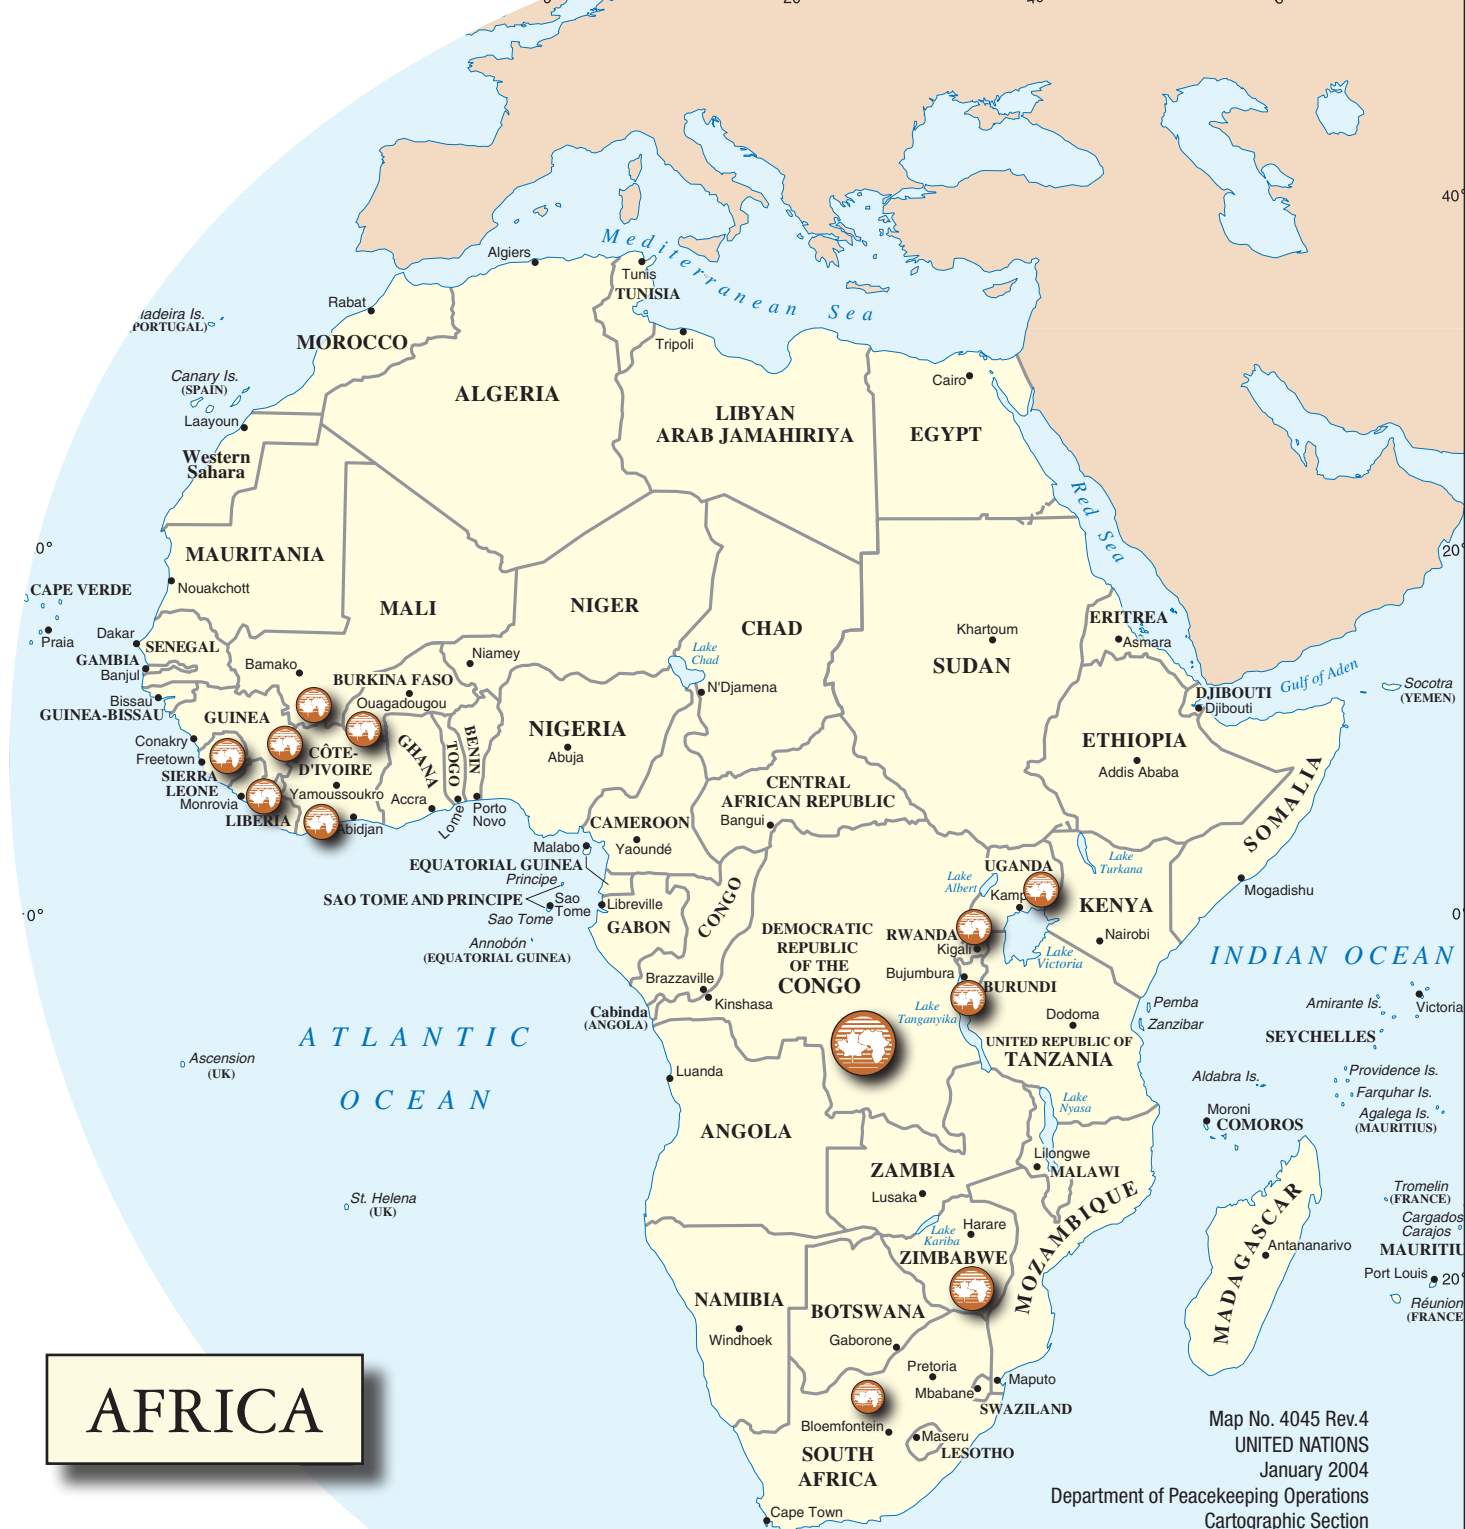 20
40
40°
Mediterranean Sea
Algiers
Tunis
TUNISIA
Rabat
MOROCCO
Tripoli
(PORTUGAL)
Canary Is.
(SPAIN)
Laayoun
Western
Sahara
ALGERIA
LIBYAN
ARAB JAMAHIRIYA
Cairo
EGYPT
Red Sea
20°
0°
MAURITANIA
Nouakchott
CAPE VERDE
Praia
MALI
NIGER
CHAD
Khartoum
SUDAN
ERITREA
Asmara
Dakar
SENEGAL
GAMBIA
Banjul
Bissau
GUINEA-BISSAU
Bamako
Niamey
BURKINA FASO
Ouagadougou
Lake
Chad
N'Djamena
DJIBOUTI
Djibouti
Gulf of Aden
Socotra
(YEMEN)
GUINEA
Conakry
Freetown
SIERRA
LEONE
Monrovia
LIBERIA
CÔTE-
D'IVOIRE
Yamoussoukro
Abidjan
GHANA
Accra
TOGO
Lome
BENIN
Porto
Novo
NIGERIA
Abuja
ETHIOPIA
Addis Ababa
SOMALIA
Mogadishu
CENTRAL
AFRICAN REPUBLIC
Bangui
CAMEROON
Yaoundé
Malabo
EQUATORIAL GUINEA
Principe
SAO TOME AND PRINCIPE
Sao
Tome
Sao Tome
Annobón
(EQUATORIAL GUINEA)
Libreville
GABON
CONGO
DEMOCRATIC
REPUBLIC
OF THE
CONGO
Brazzaville
Kinshasa
Cabinda
(ANGOLA)
UGANDA
Lake
Albert
Kamp
Lake
Turkana
KENYA
Nairobi
RWANDA
Kigali
Lake
Victoria
Bujumbura
BURUNDI
Lake
Tanganyika
Dodoma
UNITED REPUBLIC OF
TANZANIA
Pemba
Zanzibar
0°
0°
INDIAN OCEAN
Amirante Is.
Victoria
SEYCHELLES
Providence Is.
Aldabra Is.
Farquhar Is.
Agalega Is.
(MAURITIUS)
Moroni
COMOROS
ATLANTIC
OCEAN
Ascension
(UK)
St. Helena
(UK)
Luanda
ANGOLA
ZAMBIA
Lusaka
Lake
Nyasa
Lilongwe
MALAWI
MOZAMBIQUE
Lake
Kariba
Harare
ZIMBABWE
MADAGASCAR
Antananarivo
Tromelin
(FRANCE)
Cargados
Carajos
MAURITIU
Port Louis
20°
Réunion
(FRANCE
NAMIBIA
Windhoek
BOTSWANA
Gaborone
Pretoria
Mbabane
Maputo
SWAZILAND
Bloemfontein
Maseru
LESOTHO
SOUTH
AFRICA
Cape Town
AFRICA
Map No. 4045 Rev.4
UNITED NATIONS
January 2004
Department of Peacekeeping Operations
Cartographic Section